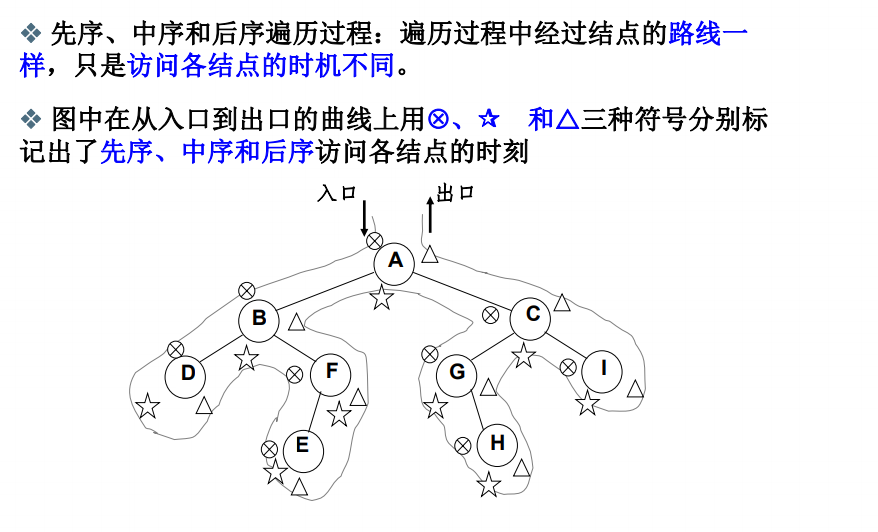 ❖ 先序、中序和后序遍历过程：遍历过程中经过结点的路线一
样，只是访问各结点的时机不同。
❖ 图中在从入口到出口的曲线上用⊗、☆ 和△三种符号分别标
记出了先序、中序和后序访问各结点的时刻
入口 出口
A
B C
D F G I
E H